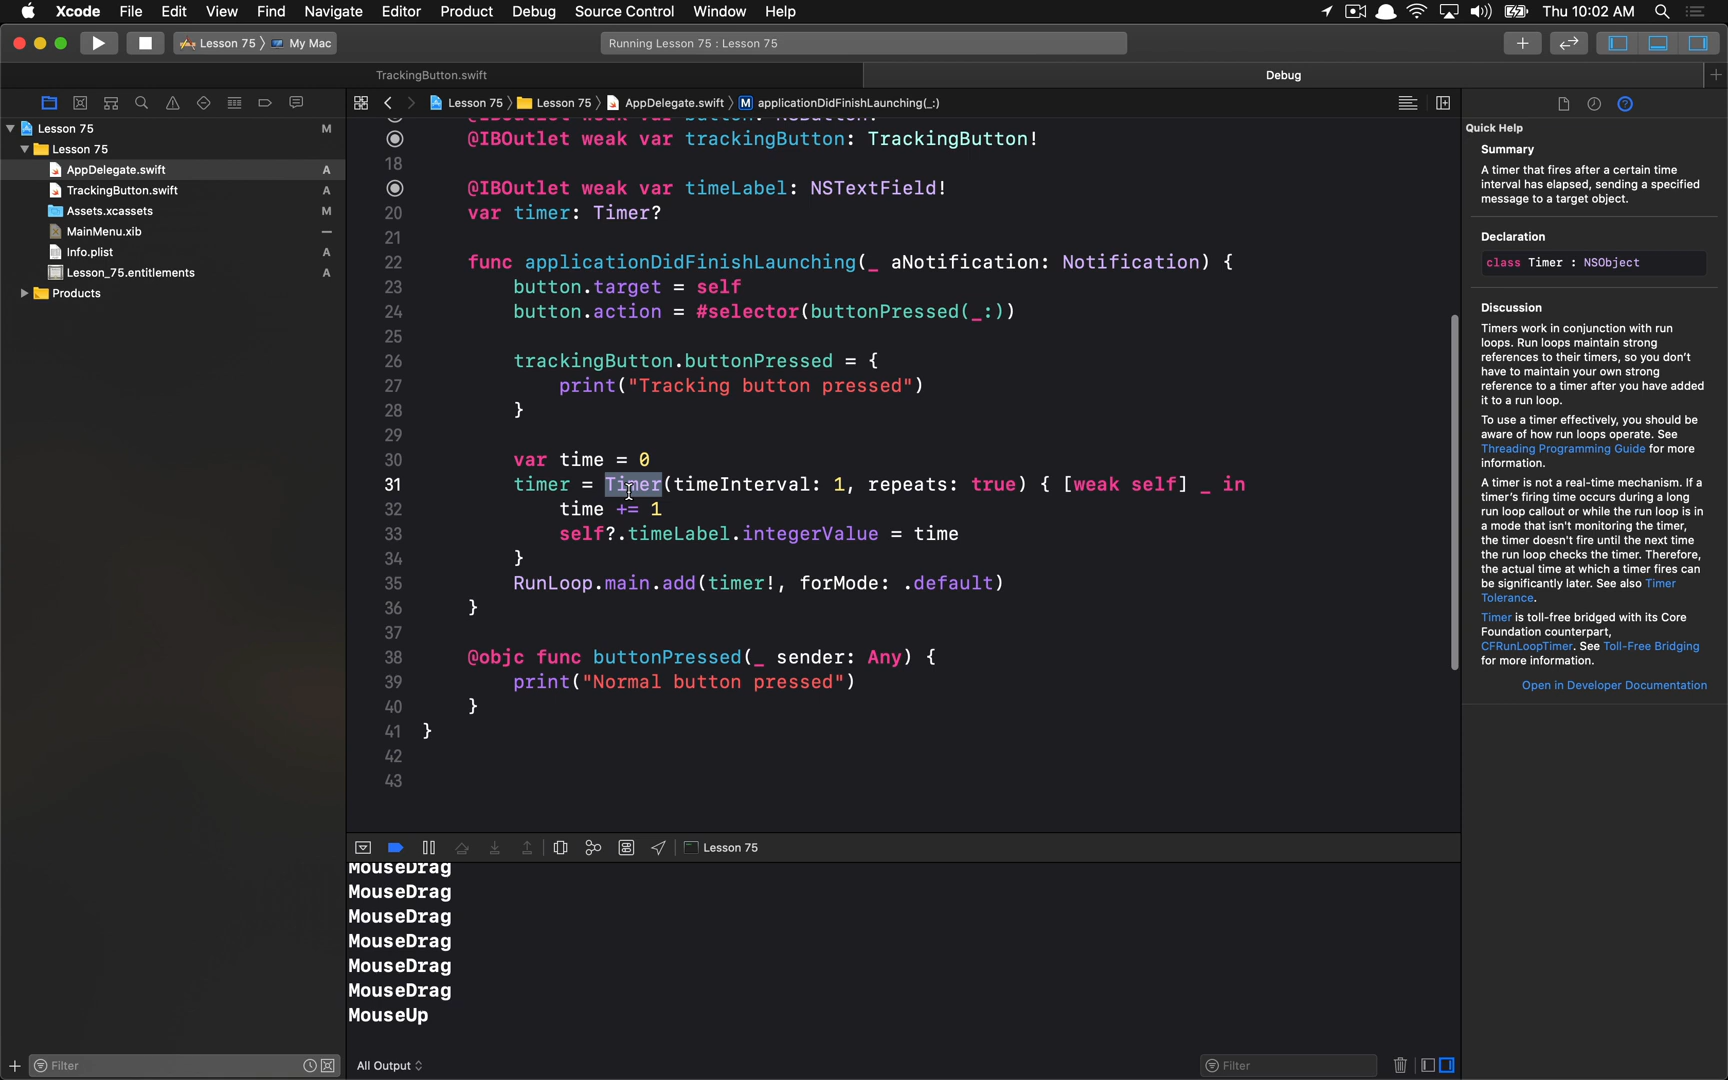 Xcode File Edit View Find Navigate Editor Product Debug Source Control Window Help Thu 10:02 AM
Lesson 75 My Mac Running Lesson 75 : Lesson 75
TrackingButton.swift Debug
Lesson 75 Lesson 75 AppDelegate.swift M applicationDidFinishLaunching(_:)
Lesson 75 M
Lesson 75
AppDelegate.swift A
TrackingButton.swift A
Assets.xcassets M
MainMenu.xib
Info.plist A
Lesson_75.entitlements A
Products
Filter
@IBOutlet weak var button: NSButton!
@IBOutlet weak var trackingButton: TrackingButton!
18
@IBOutlet weak var timeLabel: NSTextField!
20 var timer: Timer?
21
22 func applicationDidFinishLaunching(_ aNotification: Notification) {
23 button.target = self
24 button.action = #selector(buttonPressed(_:))
25
26 trackingButton.buttonPressed = {
27 print("Tracking button pressed")
28 }
29
30 var time = 0
31 timer = Timer(timeInterval: 1, repeats: true) { [weak self] _ in
32 time += 1
33 self?.timeLabel.integerValue = time
34 }
35 RunLoop.main.add(timer!, forMode: .default)
36 }
37
38 @objc func buttonPressed(_ sender: Any) {
39 print("Normal button pressed")
40 }
41 }
42
43
Lesson 75
MouseDrag
MouseDrag
MouseDrag
MouseDrag
MouseDrag
MouseDrag
MouseUp
All Output Filter
Quick Help
Summary
A timer that fires after a certain time
interval has elapsed, sending a specified
message to a target object.
Declaration
class Timer : NSObject
Discussion
Timers work in conjunction with run
loops. Run loops maintain strong
references to their timers, so you don't
have to maintain your own strong
reference to a timer after you have added
it to a run loop.
To use a timer effectively, you should be
aware of how run loops operate. See
Threading Programming Guide for more
information.
A timer is not a real-time mechanism. If a
timer's firing time occurs during a long
run loop callout or while the run loop is in
a mode that isn't monitoring the timer,
the timer doesn't fire until the next time
the run loop checks the timer. Therefore,
the actual time at which a timer fires can
be significantly later. See also Timer
Tolerance.
Timer is toll-free bridged with its Core
Foundation counterpart,
CFRunLoopTimer. See Toll-Free Bridging
for more information.
Open in Developer Documentation